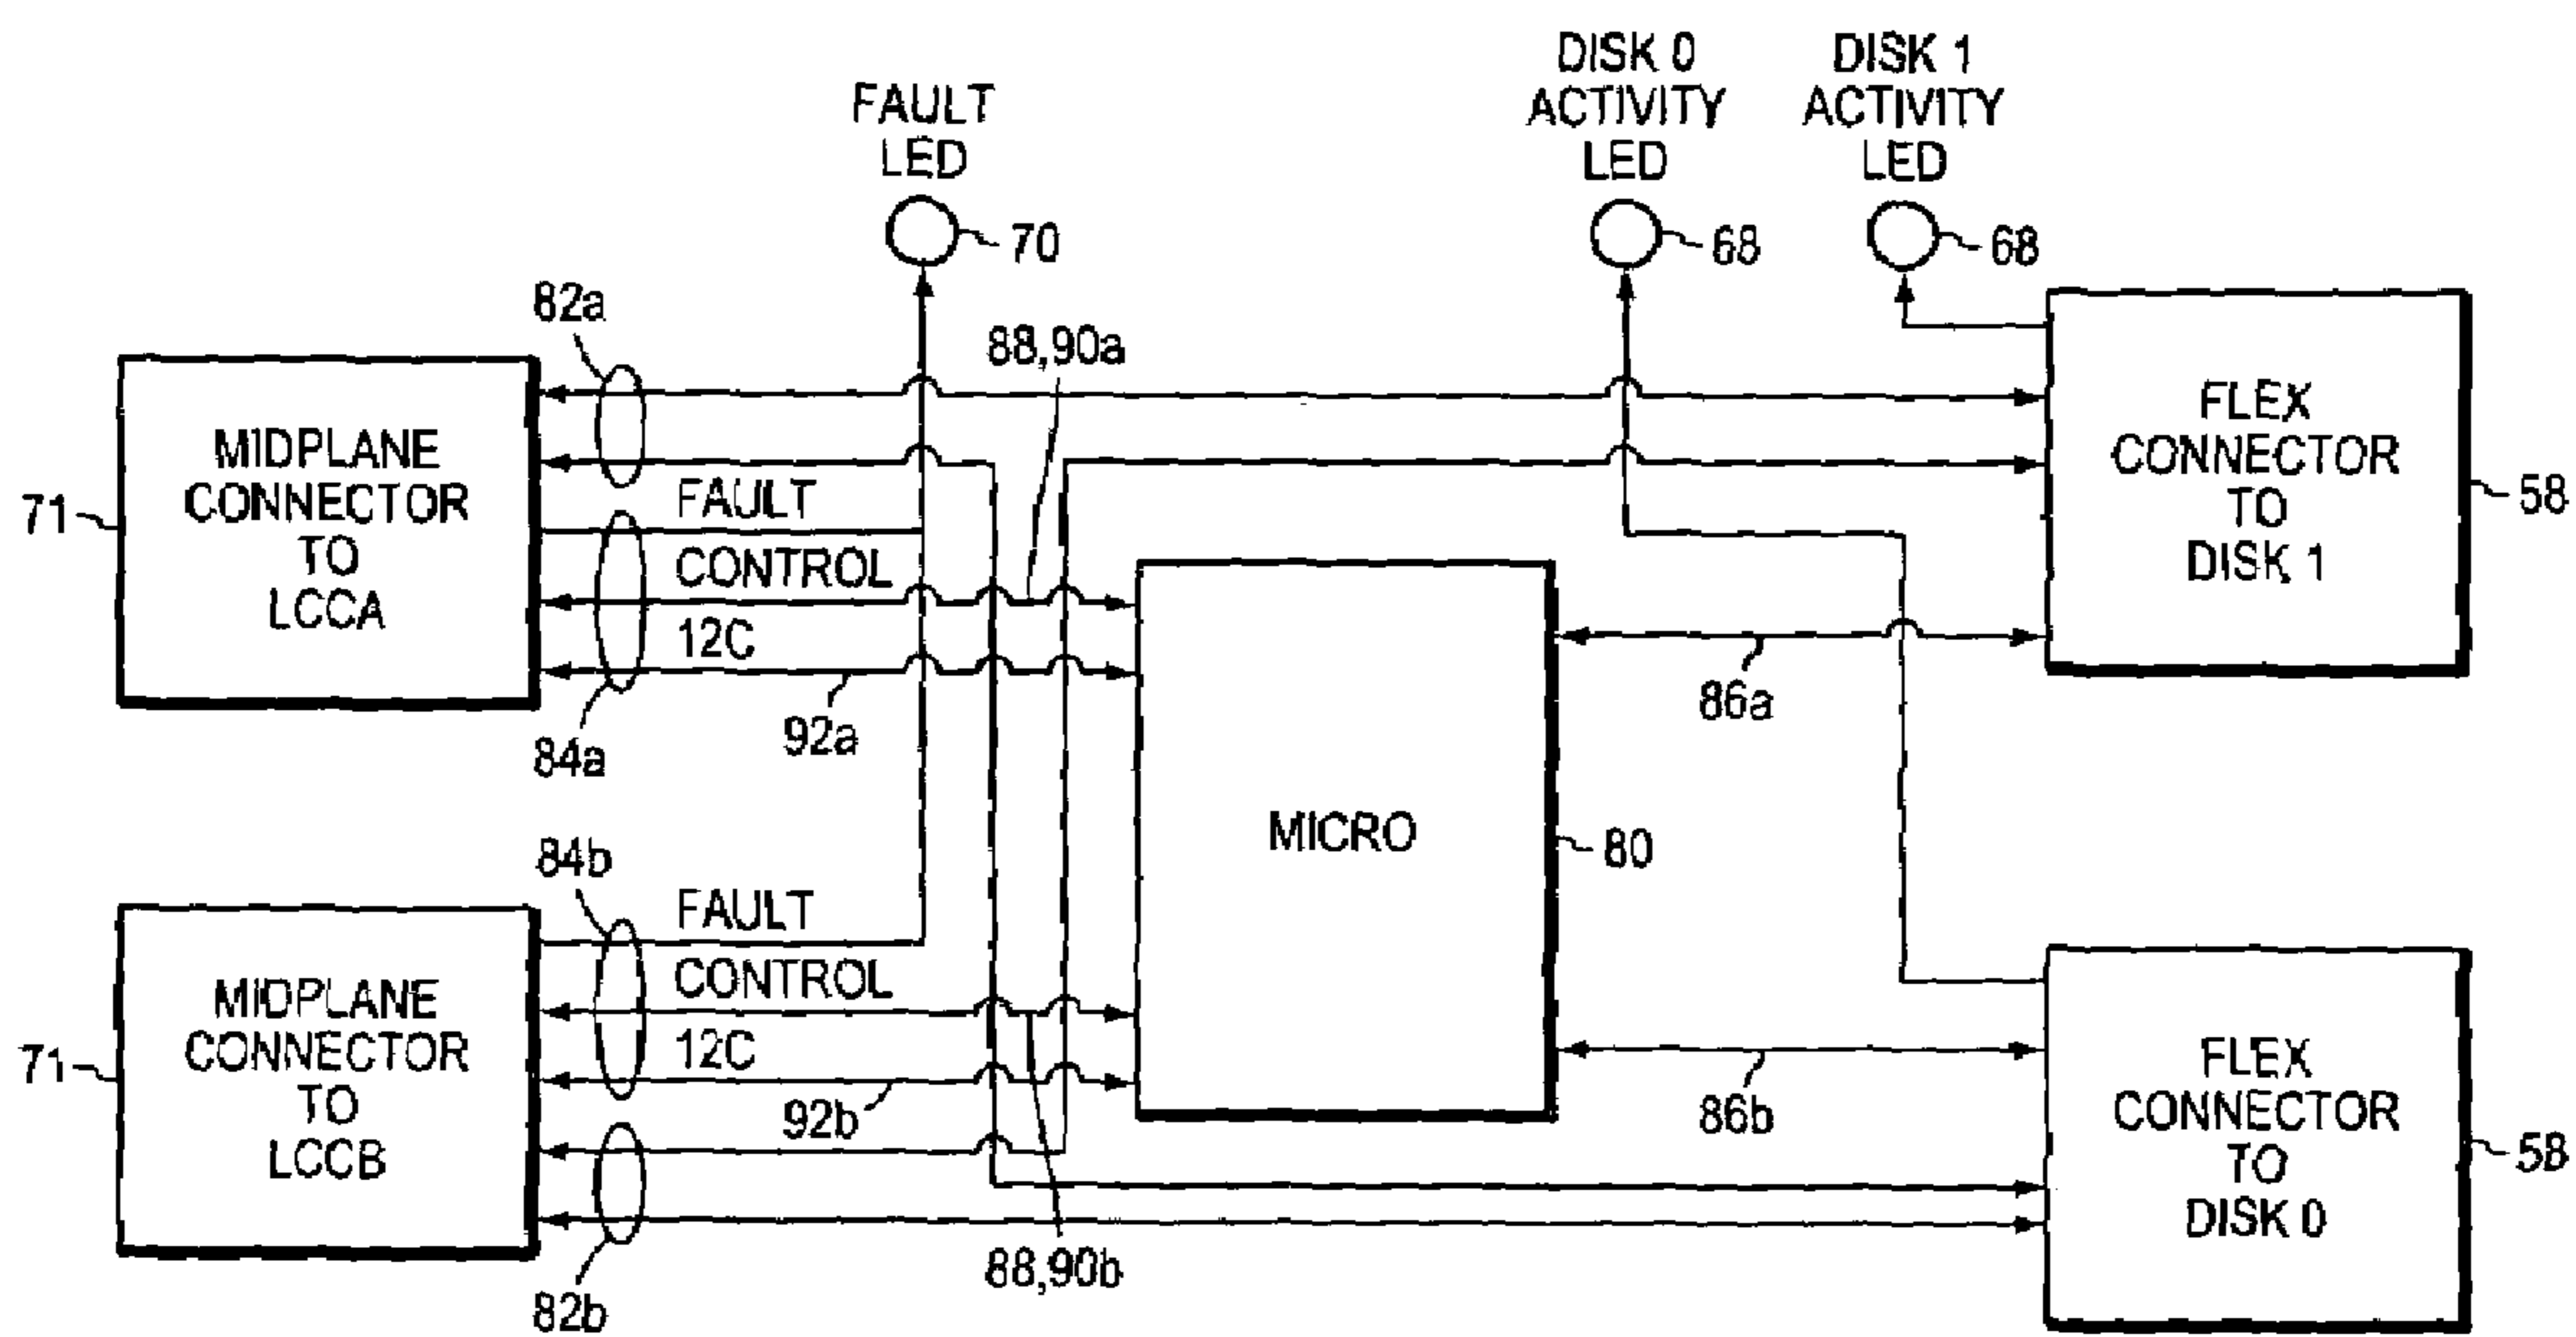 FAULT
LED
70
DISK 0
ACTIVITY
LED
68
DISK 1
ACTIVITY
LED
68
82a
88,90a
71
MIDPLANE
CONNECTOR
TO
LCCA
FAULT
CONTROL
12C
84a
92a
FLEX
CONNECTOR
TO
DISK 1
58
86a
MICRO
80
84b
71
MIDPLANE
CONNECTOR
TO
LCCB
FAULT
CONTROL
12C
92b
82b
88,90b
86b
FLEX
CONNECTOR
TO
DISK 0
58